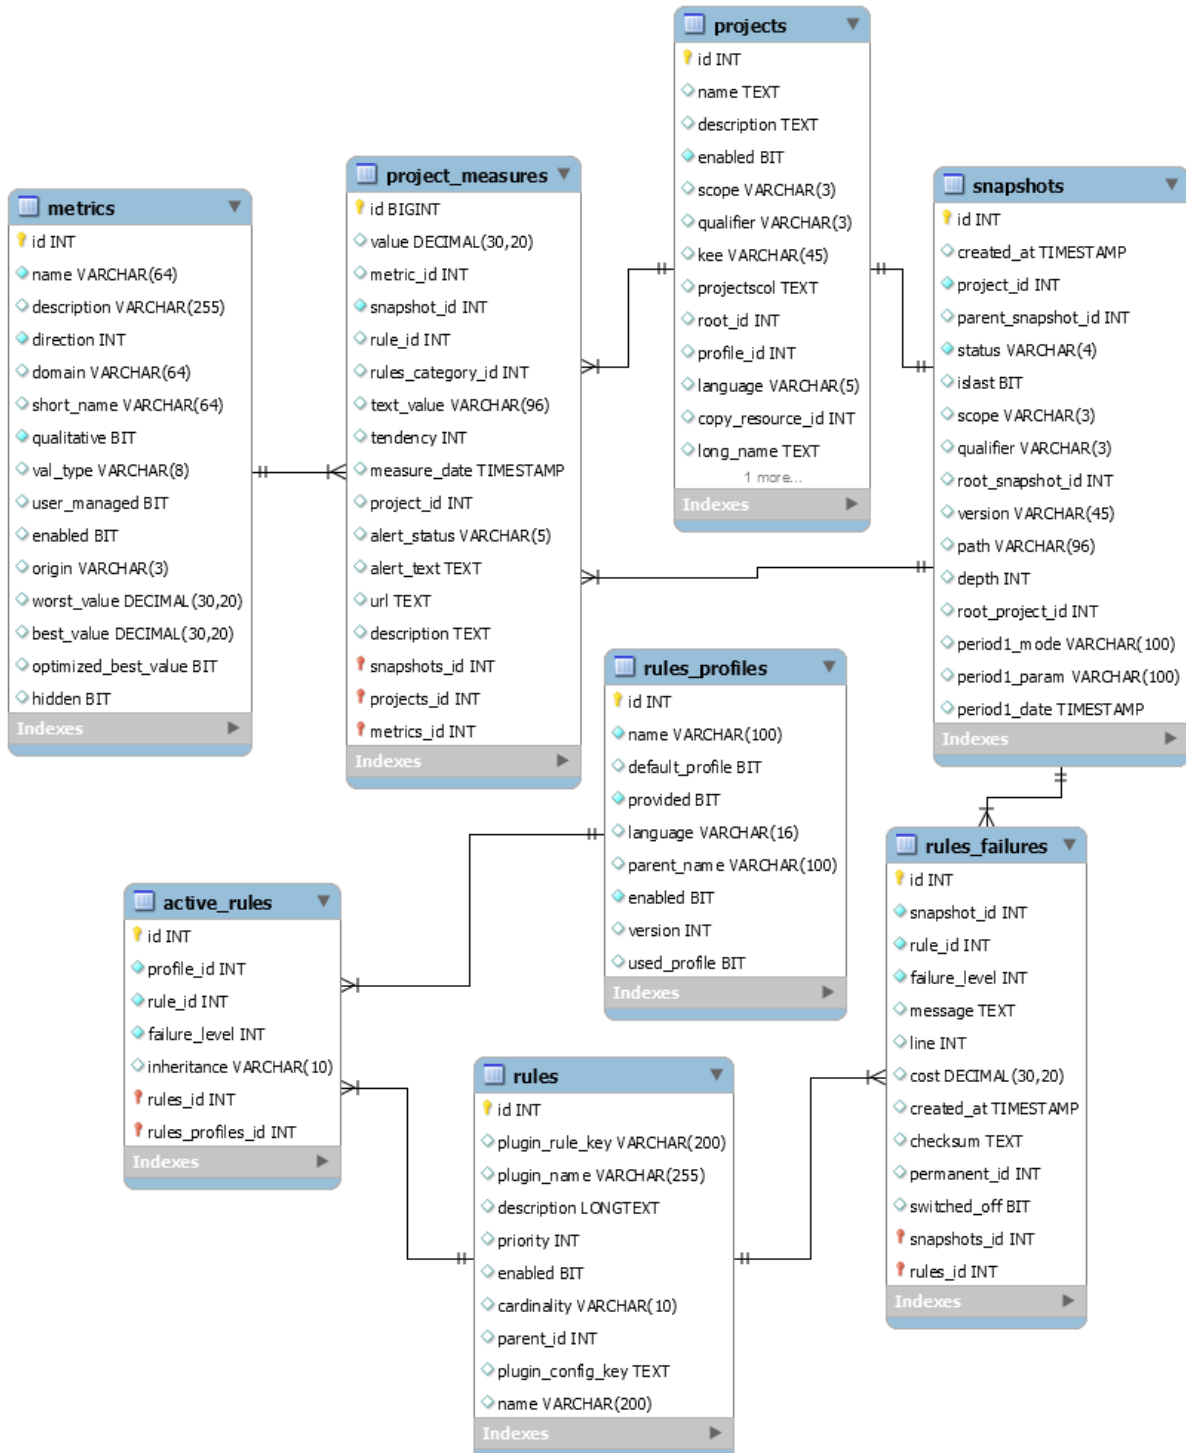 projects
id INT
name TEXT
description TEXT
enabled BIT
scope VARCHAR(3)
qualifier VARCHAR(3)
kee VARCHAR(45)
projectscol TEXT
root_id INT
profile_id INT
language VARCHAR(5)
copy_resource_id INT
long_name TEXT
1 more...
Indexes
project_measures
id BIGINT
value DECIMAL(30,20)
metric_id INT
snapshot_id INT
rule_id INT
rules_category_id INT
text_value VARCHAR(96)
tendency INT
measure_date TIMESTAMP
project_id INT
alert_status VARCHAR(5)
alert_text TEXT
url TEXT
description TEXT
snapshots_id INT
projects_id INT
metrics_id INT
Indexes
snapshots
id INT
created_at TIMESTAMP
project_id INT
parent_snapshot_id INT
status VARCHAR(4)
islast BIT
scope VARCHAR(3)
qualifier VARCHAR(3)
root_snapshot_id INT
version VARCHAR(45)
path VARCHAR(96)
depth INT
root_project_id INT
period1_mode VARCHAR(100)
period1_param VARCHAR(100)
period1_date TIMESTAMP
Indexes
metrics
id INT
name VARCHAR(64)
description VARCHAR(255)
direction INT
domain VARCHAR(64)
short_name VARCHAR(64)
qualitative BIT
val_type VARCHAR(8)
user_managed BIT
enabled BIT
origin VARCHAR(3)
worst_value DECIMAL(30,20)
best_value DECIMAL(30,20)
optimized_best_value BIT
hidden BIT
Indexes
rules_profiles
id INT
name VARCHAR(100)
default_profile BIT
provided BIT
language VARCHAR(16)
parent_name VARCHAR(100)
enabled BIT
version INT
used_profile BIT
Indexes
rules_failures
id INT
snapshot_id INT
rule_id INT
failure_level INT
message TEXT
line INT
cost DECIMAL(30,20)
created_at TIMESTAMP
checksum TEXT
permanent_id INT
switched_off BIT
snapshots_id INT
rules_id INT
Indexes
active_rules
id INT
profile_id INT
rule_id INT
failure_level INT
inheritance VARCHAR(10)
rules_id INT
rules_profiles_id INT
Indexes
rules
id INT
plugin_rule_key VARCHAR(200)
plugin_name VARCHAR(255)
description LONGTEXT
priority INT
enabled BIT
cardinality VARCHAR(10)
parent_id INT
plugin_config_key TEXT
name VARCHAR(200)
Indexes